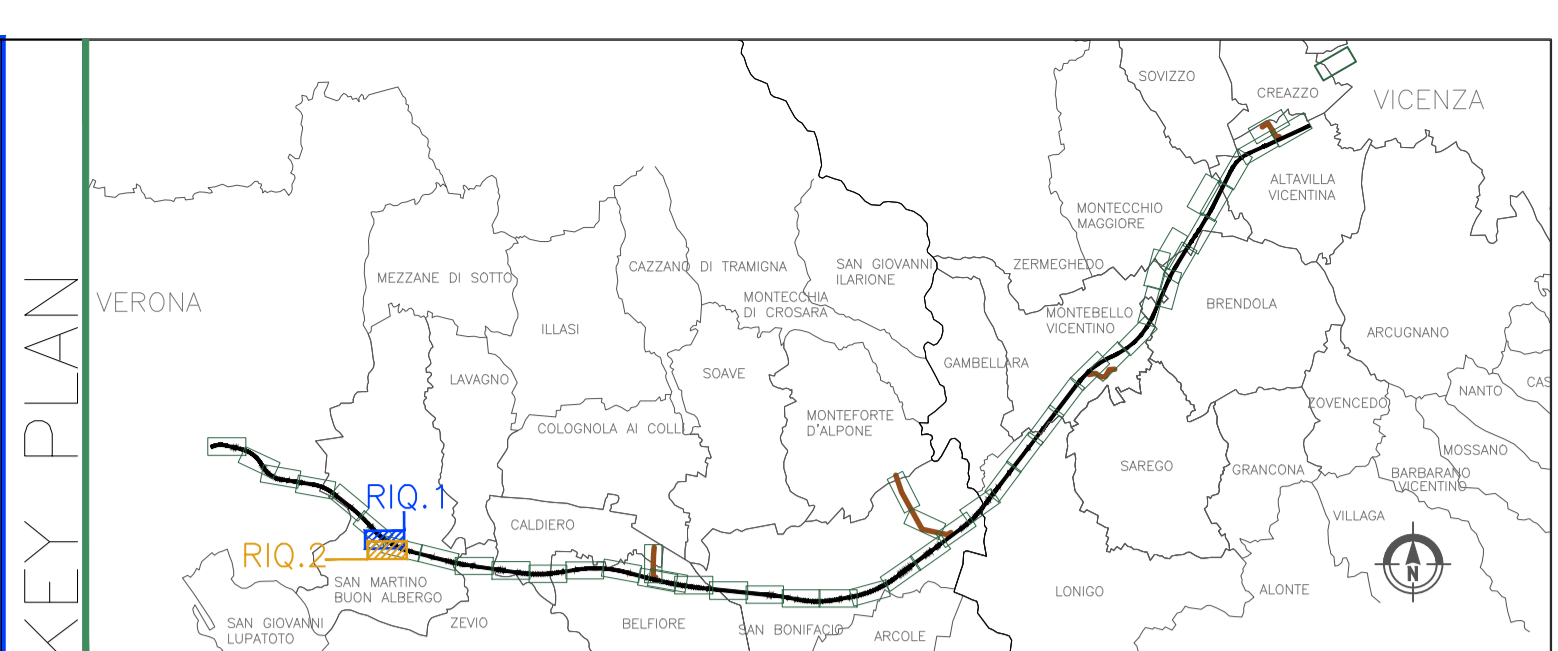 KEY PLAN
SOVIZZO
CREAZZO
VICENZA
ALTAVILLA
VICENTINA
MONTECCHIO
MAGGIORE
MEZZANE DI SOTTO
CAZZANO DI TRAMIGNA
SAN GIOVANNI
ILARIONE
ZERMEGHEDO
VERONA
MONTECCHIA
DI CROSARA
BRENDOLA
ILLASI
MONTEBELLO
VICENTINO
ARCUGNANO
GAMBELLARA
LAVAGNO
SOAVE
NANTO
CAS
ZOVENCEDO
MONTEFORTE
D'ALPONE
COLOGNOLA AI COLLI
MOSSANO
SAREGO
GRANCONA
BARBARANO
VICENTINO
RIQ.1
CALDIERO
VILLAGA
RIQ.2
N
SAN MARTINO
BUON ALBERGO
LONIGO
ALONTE
SAN GIOVANNI
LUPATOTO
ZEVIO
BELFIORE
SAN BONIFACIO
ARCOLE